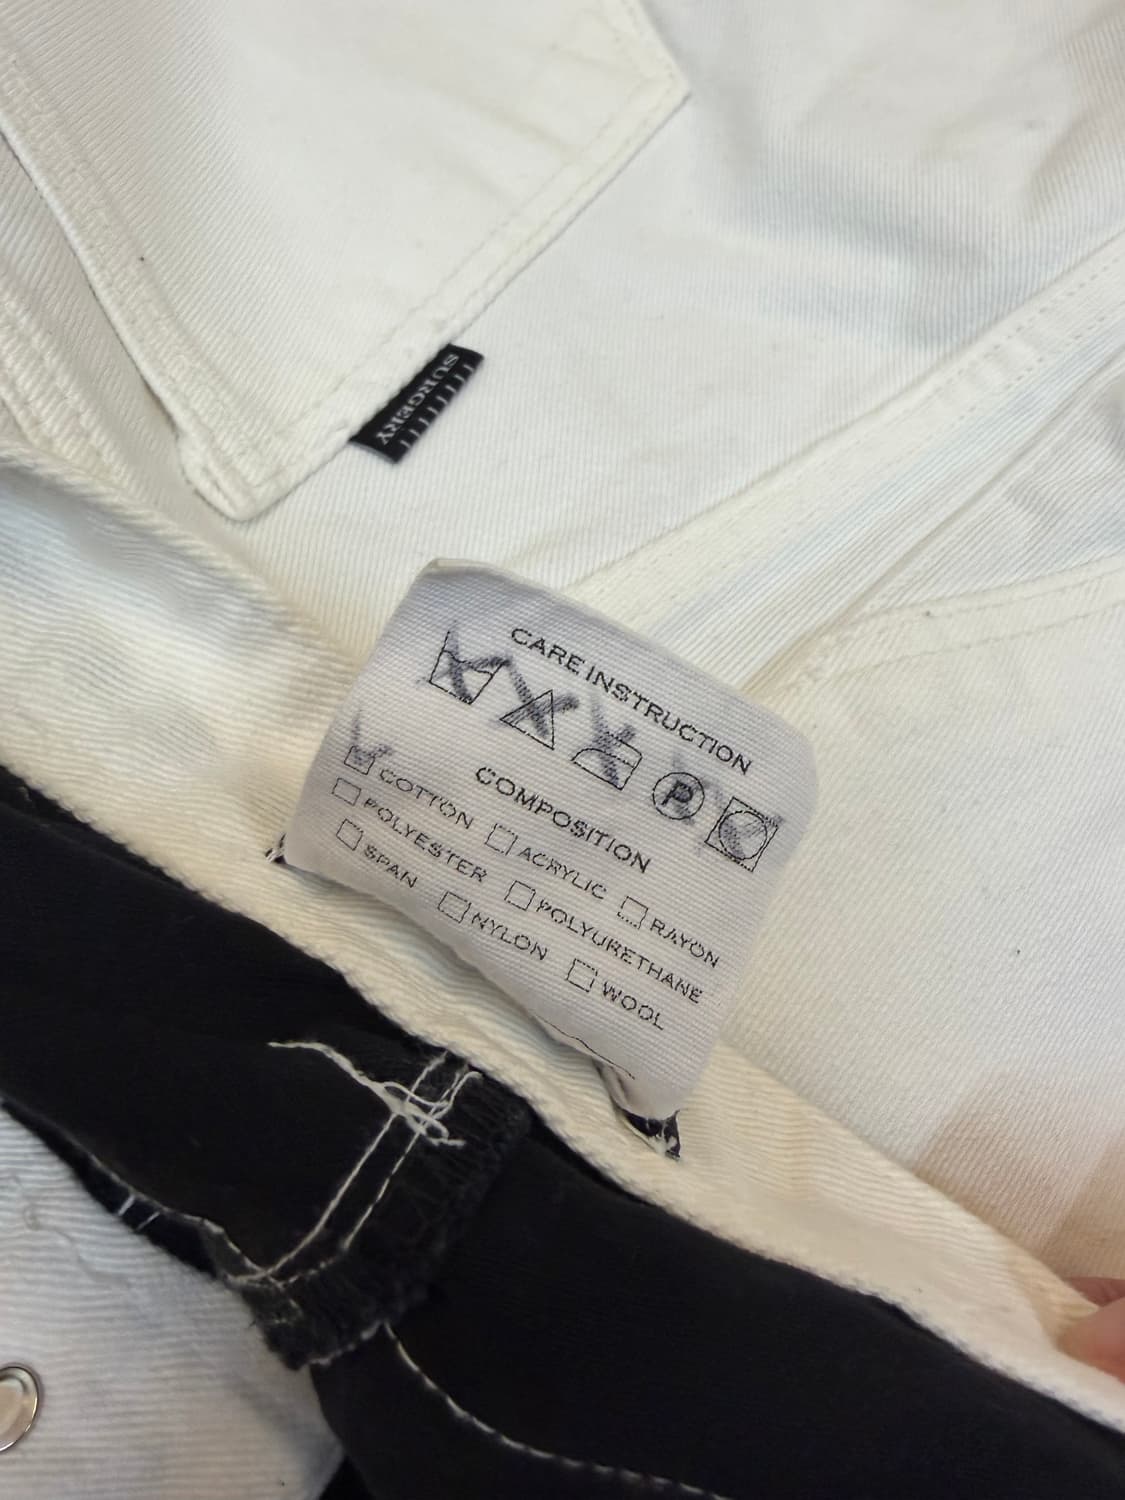 SURGERY
CARE INSTRUCTION
P
COMPOSITION
COTTON ACRYLIC RAYON
POLYESTER POLYURETHANE
SPAN NYLON WOOL